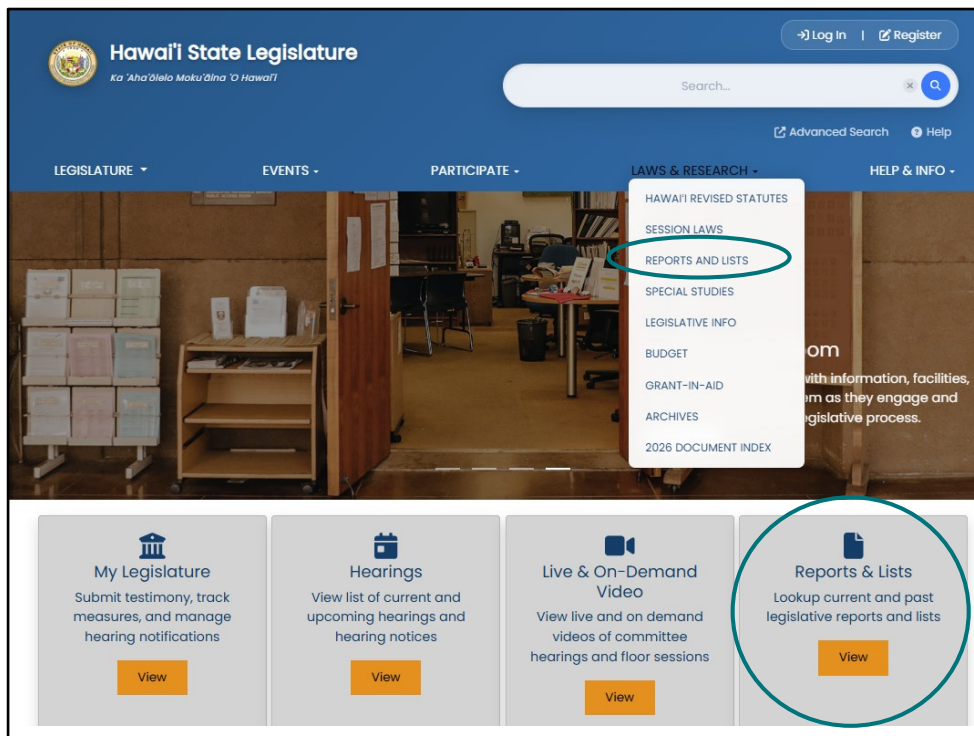 Log In | Register
Hawai'i State Legislature
Ka 'Aha'ōlelo Moku'āina 'O Hawai'i
Search...
Advanced Search Help
LEGISLATURE EVENTS PARTICIPATE LAWS & RESEARCH HELP & INFO
HAWAI'I REVISED STATUTES
SESSION LAWS
REPORTS AND LISTS
SPECIAL STUDIES
LEGISLATIVE INFO
BUDGET
GRANT-IN-AID
ARCHIVES
2026 DOCUMENT INDEX
om
with information, facilities,
em as they engage and
egislative process.
My Legislature
Submit testimony, track
measures, and manage
hearing notifications
View
Hearings
View list of current and
upcoming hearings and
hearing notices
View
Live & On-Demand
Video
View live and on demand
videos of committee
hearings and floor sessions
View
Reports & Lists
Lookup current and past
legislative reports and lists
View